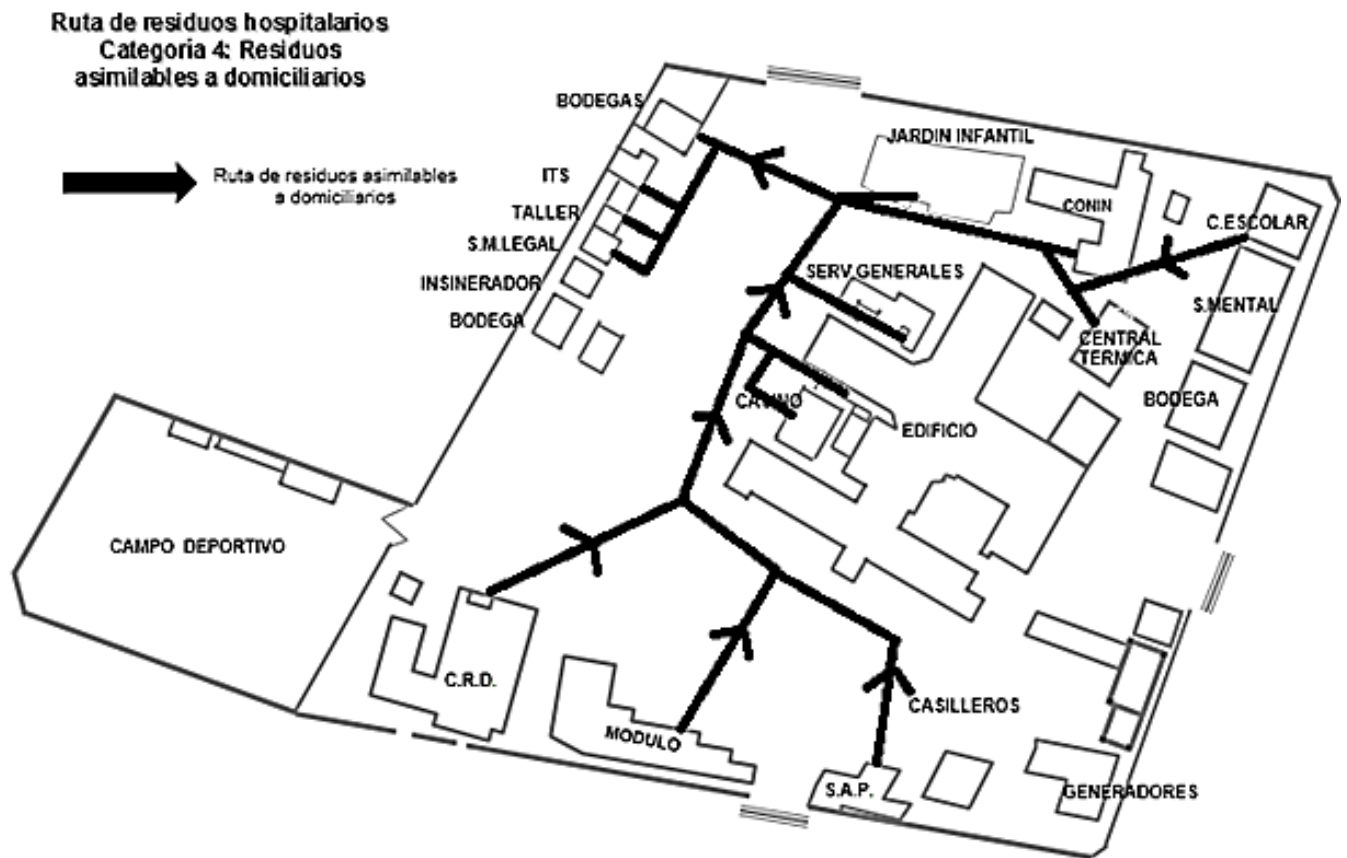 Ruta de residuos hospitalarios
Categoria 4: Residuos
asimilables a domiciliarios
Ruta de residuos asimilables
a domiciliarios
BODEGAS
JARDIN INFANTIL
ITS
CONIN
TALLER
C.ESCOLAR
S.M.LEGAL
SERV.GENERALES
INSINERADOR
S.MENTAL
BODEGA
CENTRAL
TERMICA
CAVINO
BODEGA
EDIFICIO
CAMPO DEPORTIVO
C.R.D.
CASILLEROS
MODULO
S.A.P.
GENERADORES